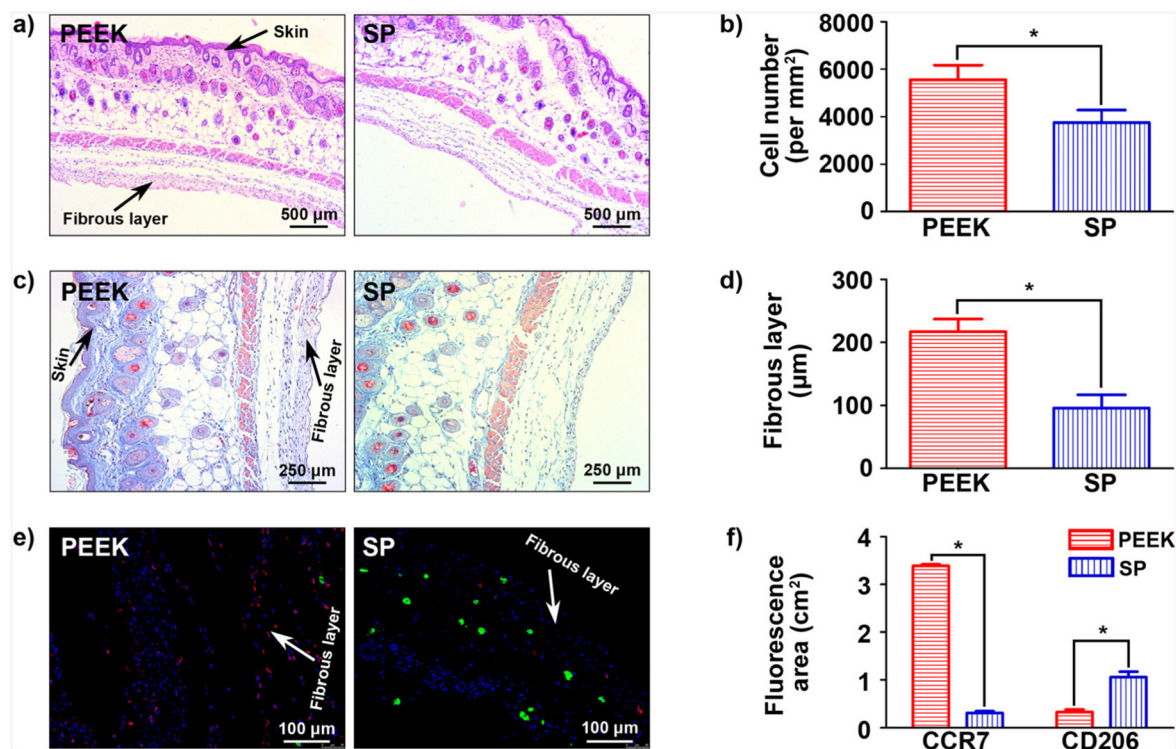 a)
PEEK
Skin
Fibrous layer
500 µm
SP
500 µm
b)
Cell number
(per mm²)
8000
6000
4000
2000
0
*
PEEK
SP
c)
PEEK
Skin
Fibrous layer
250 µm
SP
250 µm
d)
Fibrous layer
(µm)
300
200
100
0
*
PEEK
SP
e)
PEEK
Fibrous layer
100 µm
SP
Fibrous layer
100 µm
f)
Fluorescence
area (cm²)
4
3
2
1
0
*
*
PEEK
SP
CCR7
CD206